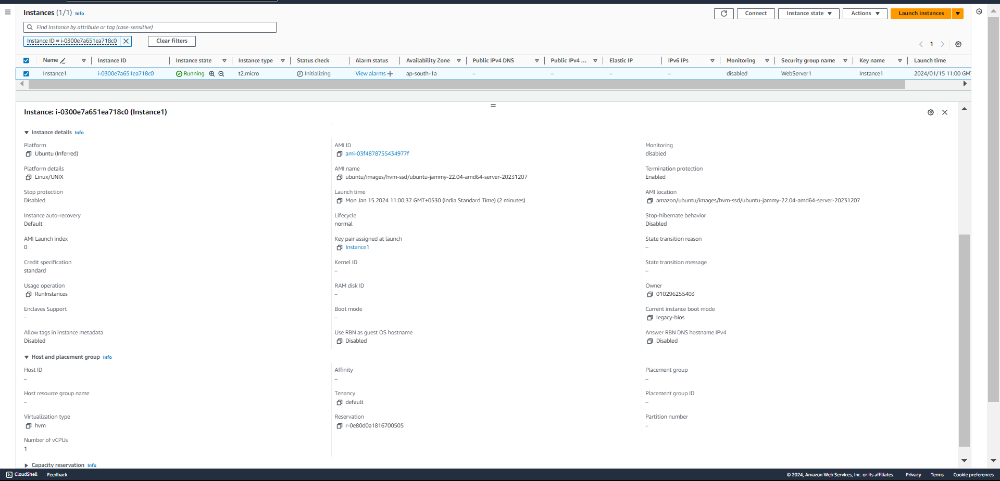 Instances (1/1) Info
Connect Instance state Actions Launch instances
Find Instance by attribute or tag (case-sensitive)
Instance ID = i-0300e7a651ea718c0 Clear filters
1
Name Instance ID Instance state Instance type Status check Alarm status Availability Zone Public IPv4 DNS Public IPv4 ... Elastic IP IPv6 IPs Monitoring Security group name Key name Launch time
Instance1 i-0300e7a651ea718c0 Running t2.micro Initializing View alarms + ap-south-1a – – – – disabled WebServer1 Instance1 2024/01/15 11:00 GM
Instance: i-0300e7a651ea718c0 (Instance1)
Instance details Info
Platform AMI ID Monitoring
Ubuntu (Inferred) ami-03f4878755434977f disabled
Platform details AMI name Termination protection
Linux/UNIX ubuntu/images/hvm-ssd/ubuntu-jammy-22.04-amd64-server-20231207 Enabled
Stop protection Launch time AMI location
Disabled Mon Jan 15 2024 11:00:37 GMT+0530 (India Standard Time) (2 minutes) amazon/ubuntu/images/hvm-ssd/ubuntu-jammy-22.04-amd64-server-20231207
Instance auto-recovery Lifecycle Stop-hibernate behavior
Default normal Disabled
AMI Launch index Key pair assigned at launch State transition reason
0 Instance1 –
Credit specification Kernel ID State transition message
standard – –
Usage operation RAM disk ID Owner
RunInstances – 010296255403
Enclaves Support Boot mode Current instance boot mode
– – legacy-bios
Allow tags in instance metadata Use RBN as guest OS hostname Answer RBN DNS hostname IPv4
Disabled Disabled Disabled
Host and placement group Info
Host ID Affinity Placement group
– – –
Host resource group name Tenancy Placement group ID
– default –
Virtualization type Reservation Partition number
hvm r-0e80d0a1816700505 –
Number of vCPUs
1
Capacity reservation Info
CloudShell Feedback © 2024, Amazon Web Services, Inc. or its affiliates. Privacy Terms Cookie preferences